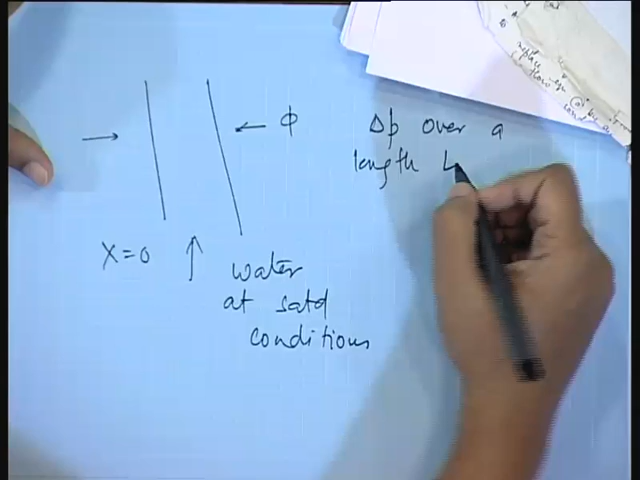 ϕ
Δp over a
length L
x=0
water
at satd
conditions